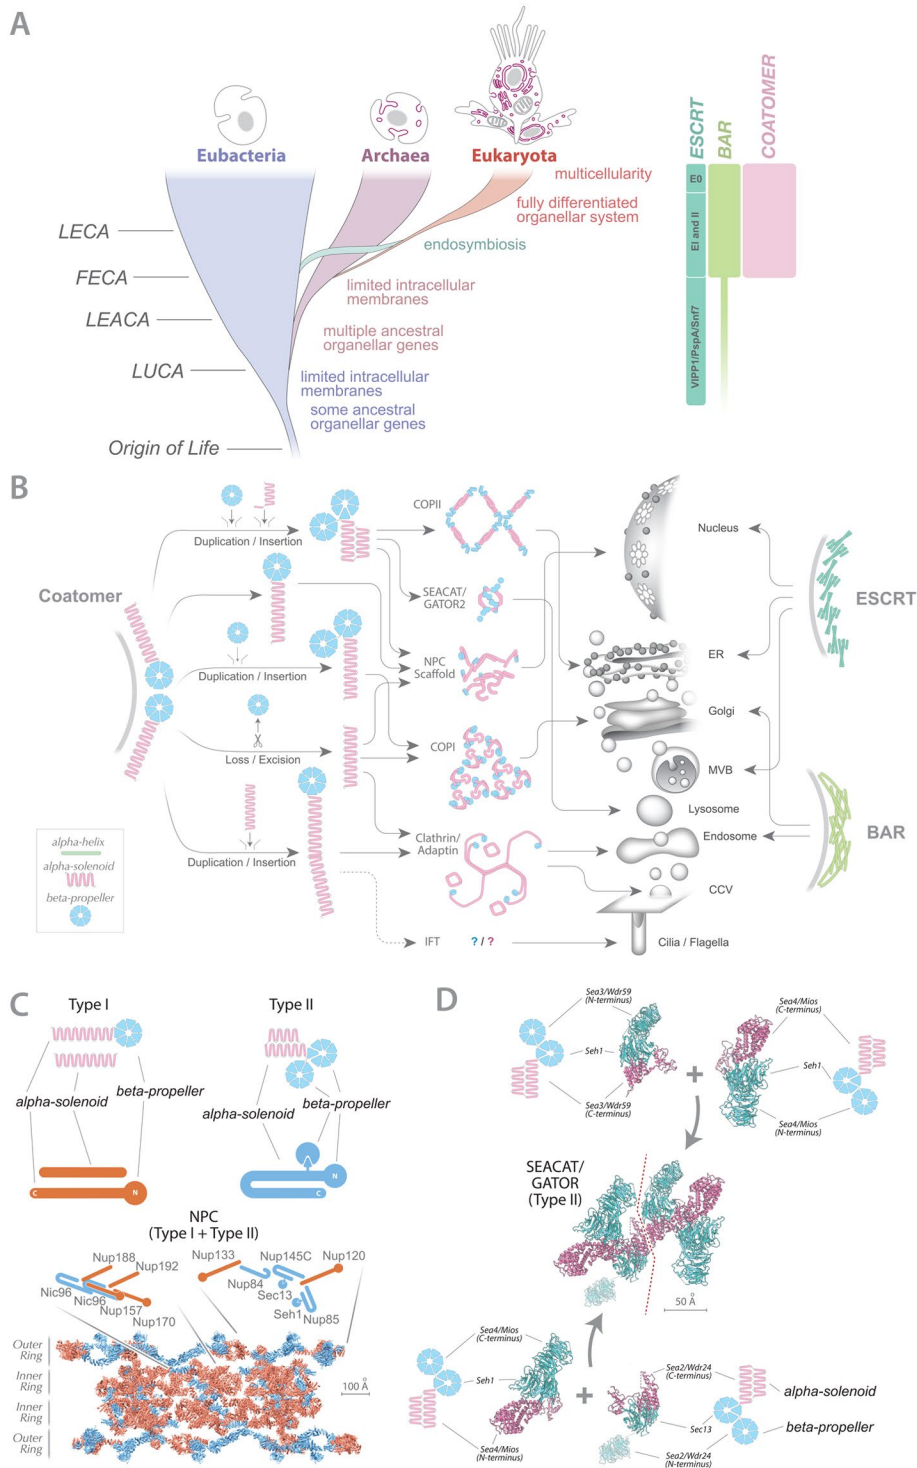 A
Eubacteria
Archaea
Eukaryota
multicellularity
fully differentiated
organellar system
endosymbiosis
LECA
FECA
LEACA
LUCA
Origin of Life
limited intracellular
membranes
multiple ancestral
organellar genes
limited intracellular
membranes
some ancestral
organellar genes
ESCRT
BAR
COATOMER
E0
EI and II
VIPP1/PspA/Snf7
B
Coatomer
Duplication / Insertion
Duplication / Insertion
Loss / Excision
Duplication / Insertion
COPII
SEACAT/
GATOR2
NPC
Scaffold
COPI
Clathrin/
Adaptin
IFT
? / ?
Nucleus
ER
Golgi
MVB
Lysosome
Endosome
CCV
Cilia / Flagella
ESCRT
BAR
alpha-helix
alpha-solenoid
beta-propeller
C
Type I
Type II
alpha-solenoid
beta-propeller
alpha-solenoid
beta-propeller
C
N
N
C
NPC
(Type I + Type II)
Nup188
Nup192
Nic96
Nic96
Nup157
Nup170
Nup133
Nup145C
Nup120
Nup84
Sec13
Seh1
Nup85
Outer
Ring
Inner
Ring
Inner
Ring
Outer
Ring
100 Å
D
Sea3/Wdr59
(N-terminus)
Seh1
Sea3/Wdr59
(C-terminus)
+
Sea4/Mios
(C-terminus)
Seh1
Sea4/Mios
(N-terminus)
SEACAT/
GATOR
(Type II)
50 Å
Sea4/Mios
(C-terminus)
Seh1
Sea4/Mios
(N-terminus)
+
Sea2/Wdr24
(C-terminus)
Sec13
Sea2/Wdr24
(N-terminus)
alpha-solenoid
beta-propeller